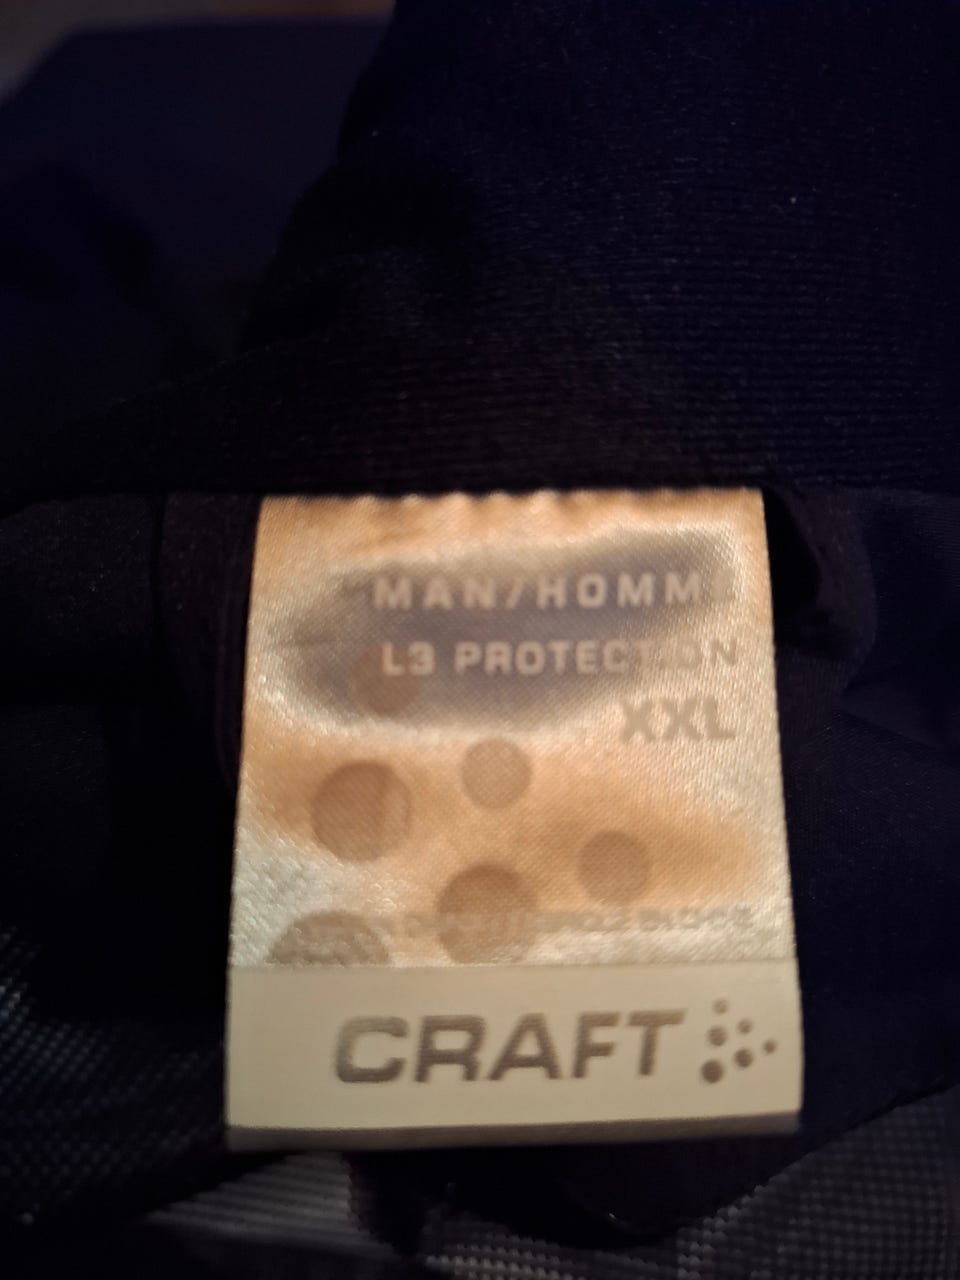 MAN/HOMME
L3 PROTECTION
XXL
CRAFT